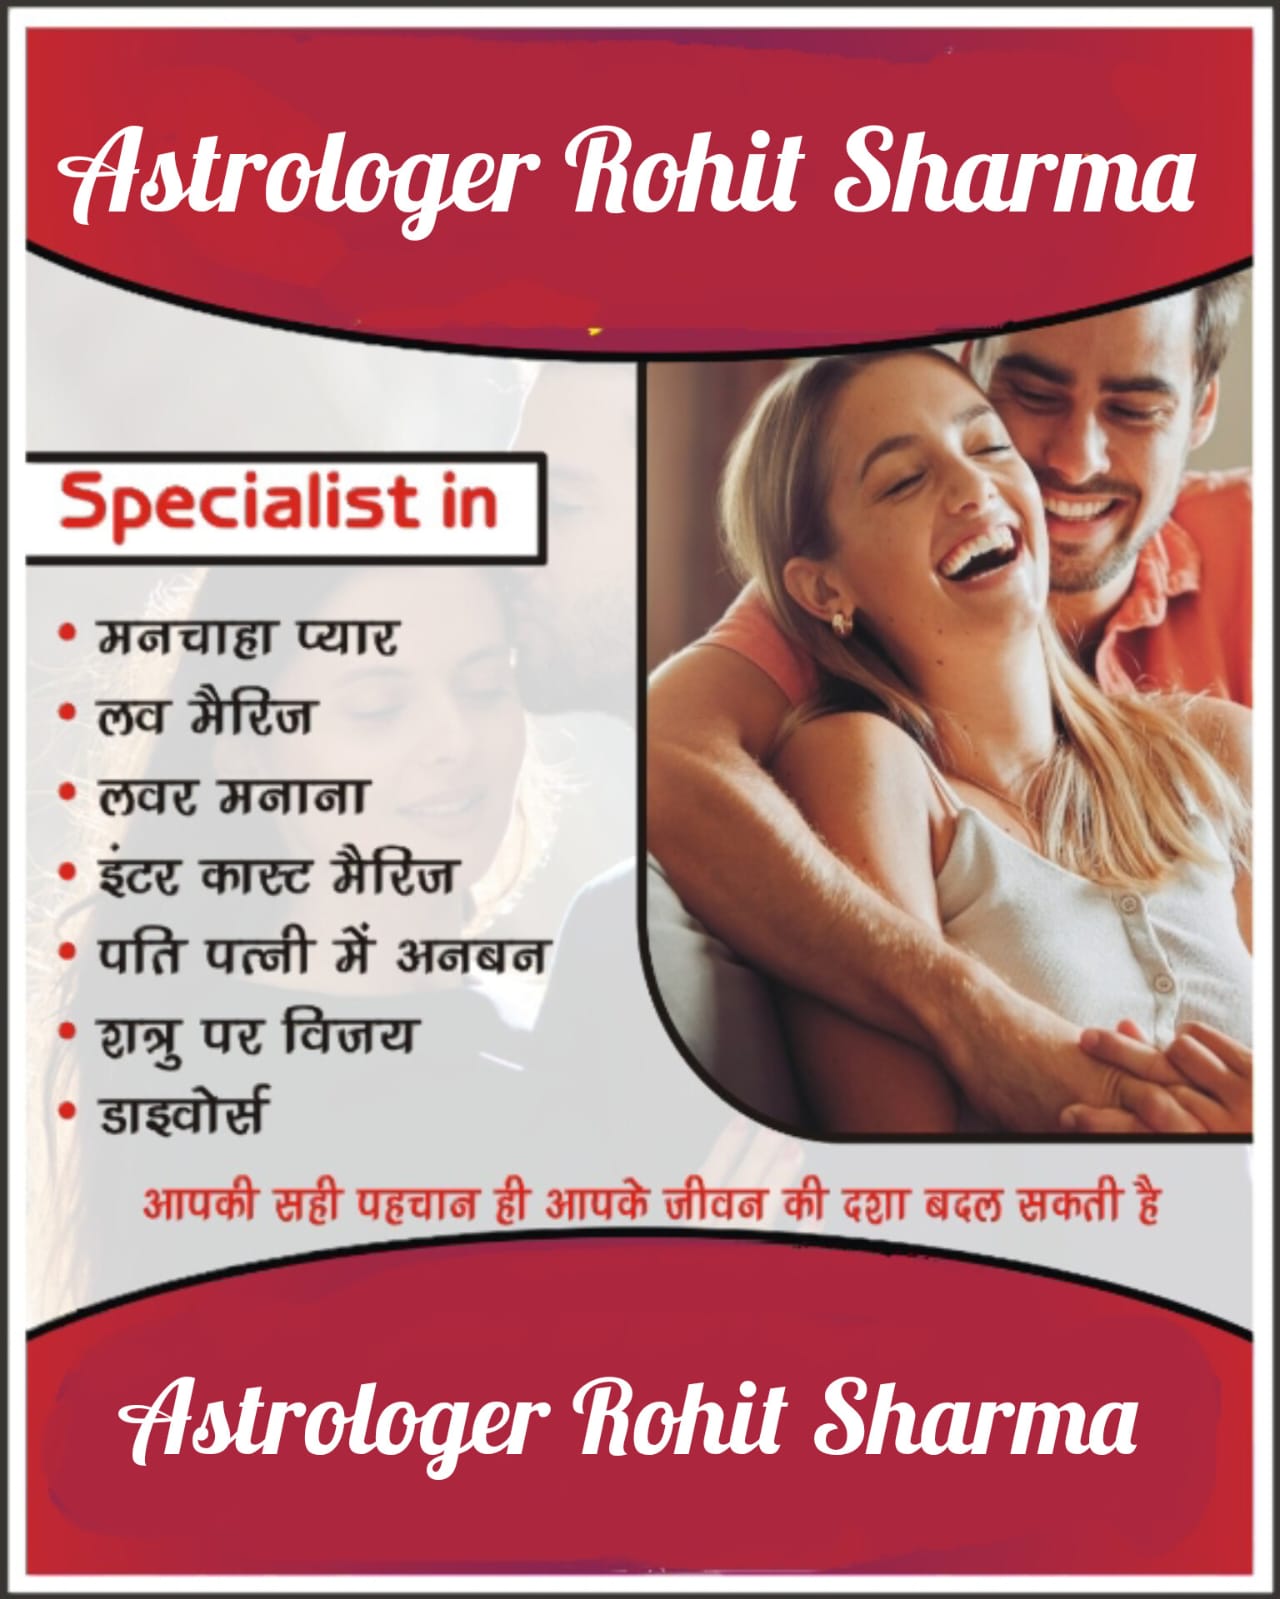 Astrologer Rohit Sharma
Specialist in
• मनचाहा प्यार
• लव मैरिज
• लवर मनाना
• इंटर कास्ट मैरिज
• पति पत्नी में अनबन
• शत्रु पर विजय
• डाइवोर्स
आपकी सही पहचान ही आपके जीवन की दशा बदल सकती है
Astrologer Rohit Sharma